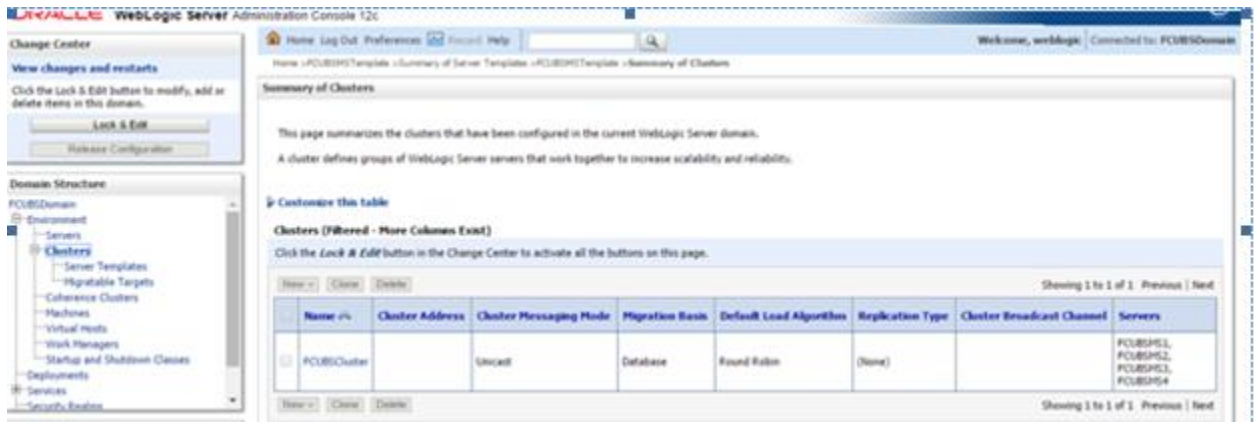 ORACLE WebLogic Server Administration Console 12c
Change Center
View changes and restarts
Click the Lock & Edit button to modify, add or
delete items in this domain.
Lock & Edit
Release Configuration
Domain Structure
FCUBSDomain
Environment
Servers
Clusters
Server Templates
Migratable Targets
Coherence Clusters
Machines
Virtual Hosts
Work Managers
Startup and Shutdown Classes
Deployments
Services
Security Realms
Home Log Out Preferences Record Help
Welcome, weblogic Connected to: FCUBSDomain
Home >FCUBSMSTemplate >Summary of Server Templates >FCUBSMSTemplate >Summary of Clusters
Summary of Clusters
This page summarizes the clusters that have been configured in the current WebLogic Server domain.
A cluster defines groups of WebLogic Server servers that work together to increase scalability and reliability.
Customize this table
Clusters (Filtered - More Columns Exist)
Click the Lock & Edit button in the Change Center to activate all the buttons on this page.
New Clone Delete
Showing 1 to 1 of 1 Previous | Next
Name Cluster Address Cluster Messaging Mode Migration Basis Default Load Algorithm Replication Type Cluster Broadcast Channel Servers
FCUBSCluster Unicast Database Round Robin (None) FCUBSMS1,
FCUBSMS2,
FCUBSMS3,
FCUBSMS4
New Clone Delete
Showing 1 to 1 of 1 Previous | Next